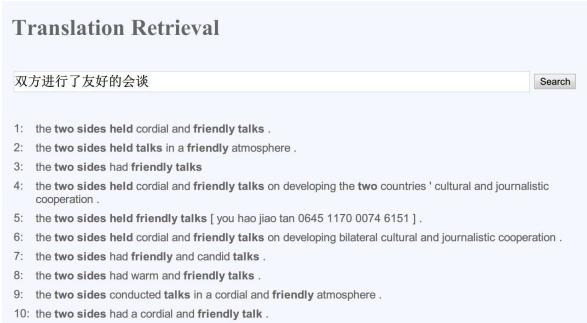 Translation Retrieval
双方进行了友好的会谈
Search
1: the two sides held cordial and friendly talks .
2: the two sides held talks in a friendly atmosphere .
3: the two sides had friendly talks
4: the two sides held cordial and friendly talks on developing the two countries ' cultural and journalistic
cooperation .
5: the two sides held friendly talks [ you hao jiao tan 0645 1170 0074 6151 ] .
6: the two sides held cordial and friendly talks on developing bilateral cultural and journalistic cooperation .
7: the two sides had friendly and candid talks .
8: the two sides had warm and friendly talks .
9: the two sides conducted talks in a cordial and friendly atmosphere .
10: the two sides had a cordial and friendly talk .